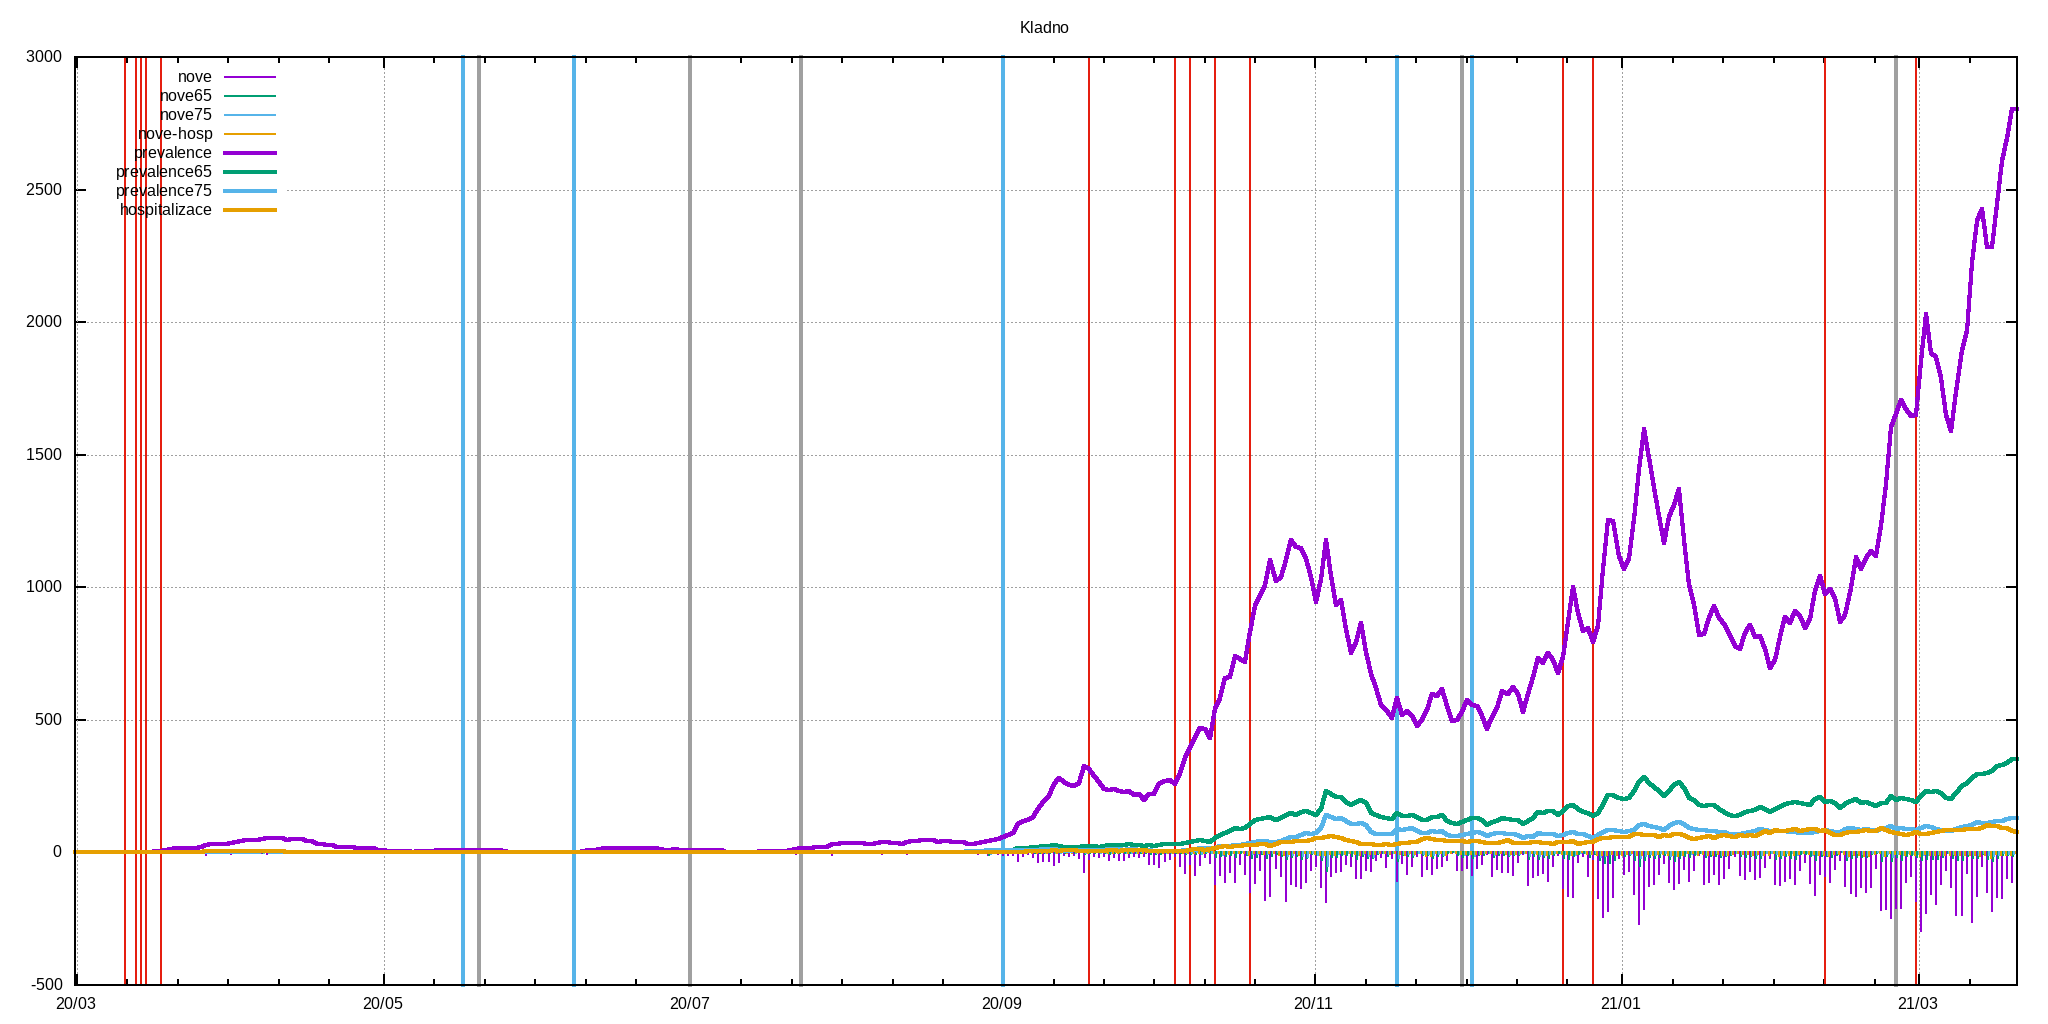 Kladno
3000
2500
2000
1500
1000
500
0
-500
nove
nove65
nove75
nove-hosp
prevalence
prevalence65
prevalence75
hospitalizace
20/03 20/05 20/07 20/09 20/11 21/01 21/03